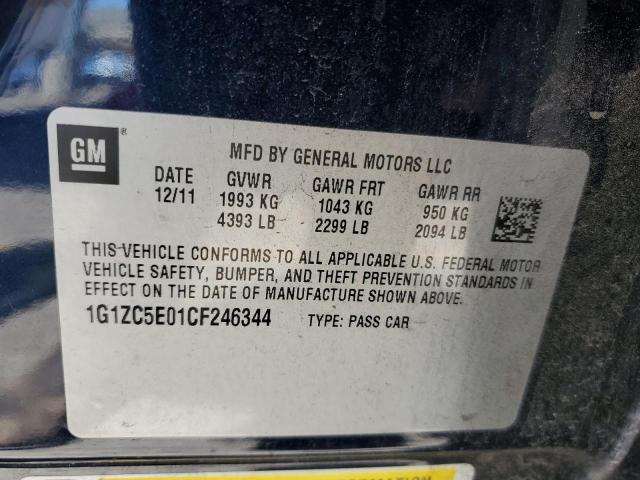 GM ®
MFD BY GENERAL MOTORS LLC
DATE GVWR GAWR FRT GAWR RR
12/11 1993 KG 1043 KG 950 KG
4393 LB 2299 LB 2094 LB
THIS VEHICLE CONFORMS TO ALL APPLICABLE U.S. FEDERAL MOTOR
VEHICLE SAFETY, BUMPER, AND THEFT PREVENTION STANDARDS IN
EFFECT ON THE DATE OF MANUFACTURE SHOWN ABOVE.
1G1ZC5E01CF246344 TYPE: PASS CAR